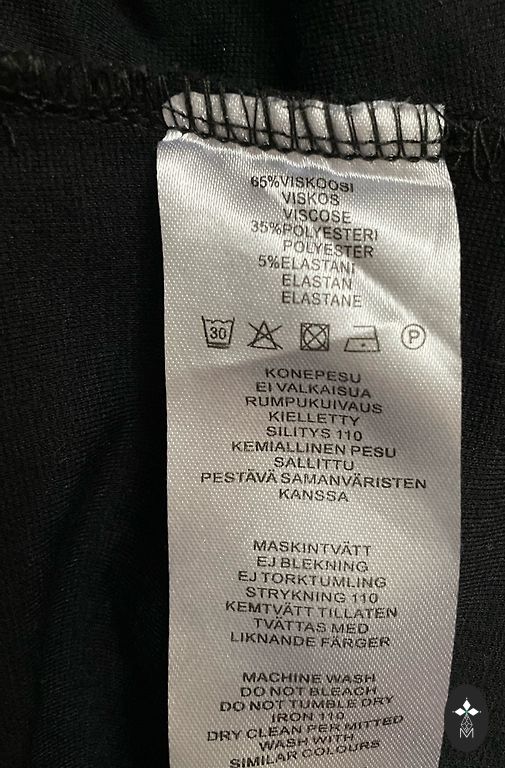 65%VISKOOSI
VISKOS
VISCOSE
35%POLYESTERI
POLYESTER
5%ELASTANI
ELASTAN
ELASTANE
30 P
KONEPESU
EI VALKAISUA
RUMPUKUIVAUS
KIELLETTY
SILITYS 110
KEMIALLINEN PESU
SALLITTU
PESTÄVÄ SAMANVÄRISTEN
KANSSA
MASKINTVÄTT
EJ BLEKNING
EJ TORKTUMLING
STRYKNING 110
KEMTVÄTT TILLATEN
TVÄTTAS MED
LIKNANDE FÄRGER
MACHINE WASH
DO NOT BLEACH
DO NOT TUMBLE DRY
IRON 110
DRY CLEAN PER MITTED
WASH WITH
SIMILAR COLOURS
M